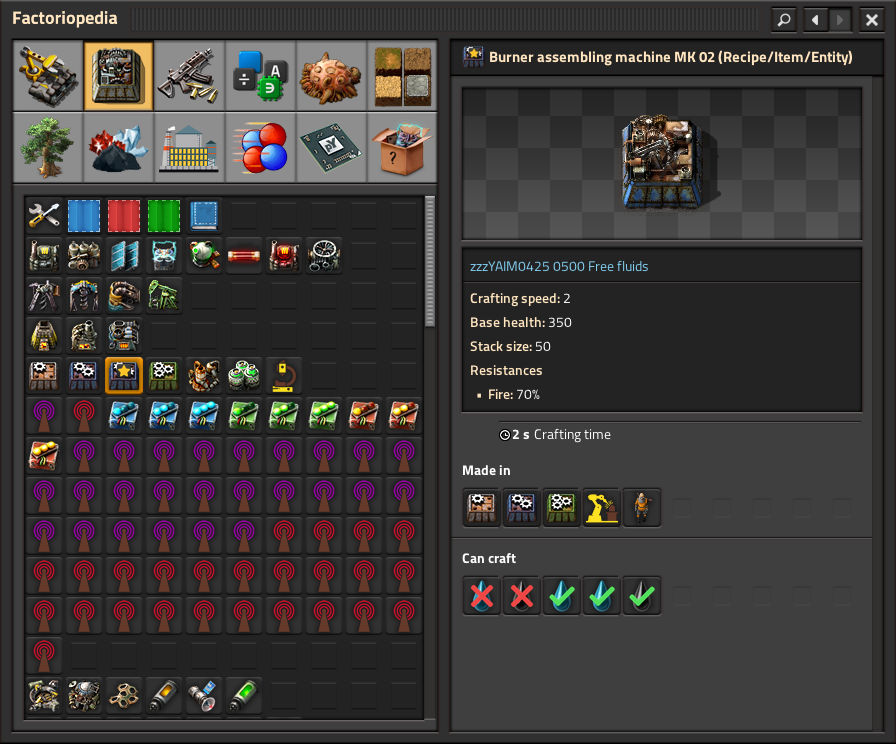 Factoriopedia
Burner assembling machine MK 02 (Recipe/Item/Entity)
zzzYAIM0425 0500 Free fluids
Crafting speed: 2
Base health: 350
Stack size: 50
Resistances
▪ Fire: 70%
2 s Crafting time
Made in
Can craft